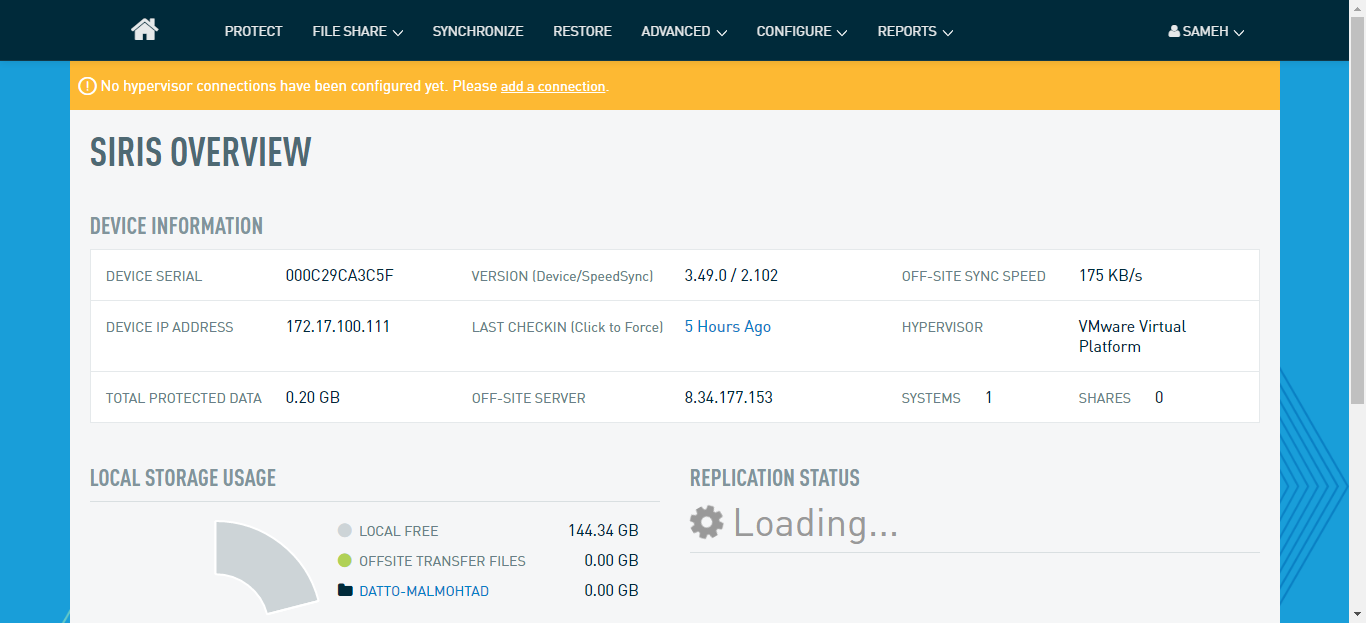 PROTECT FILE SHARE SYNCHRONIZE RESTORE ADVANCED CONFIGURE REPORTS SAMEH
No hypervisor connections have been configured yet. Please add a connection.
SIRIS OVERVIEW
DEVICE INFORMATION
DEVICE SERIAL 000C29CA3C5F VERSION (Device/SpeedSync) 3.49.0 / 2.102 OFF-SITE SYNC SPEED 175 KB/s
DEVICE IP ADDRESS 172.17.100.111 LAST CHECKIN (Click to Force) 5 Hours Ago HYPERVISOR VMware Virtual
Platform
TOTAL PROTECTED DATA 0.20 GB OFF-SITE SERVER 8.34.177.153 SYSTEMS 1 SHARES 0
LOCAL STORAGE USAGE REPLICATION STATUS
Loading...
LOCAL FREE 144.34 GB
OFFSITE TRANSFER FILES 0.00 GB
DATTO-MALMOHTAD 0.00 GB